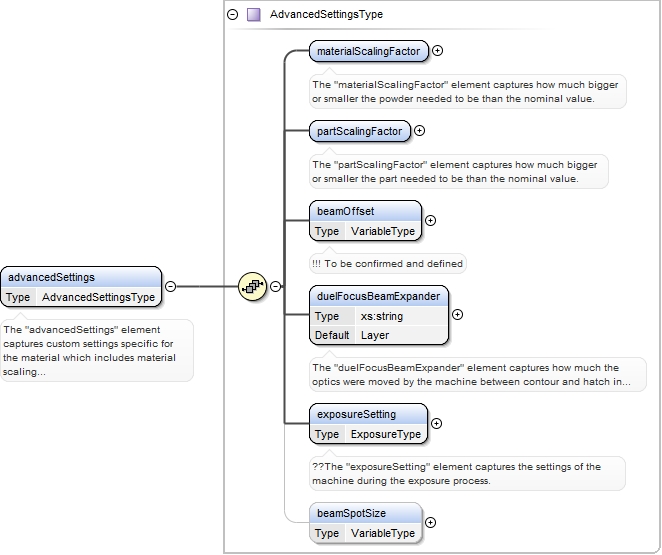 AdvancedSettingsType
materialScalingFactor
The "materialScalingFactor" element captures how much bigger
or smaller the powder needed to be than the nominal value.
partScalingFactor
The "partScalingFactor" element captures how much bigger
or smaller the part needed to be than the nominal value.
beamOffset
Type VariableType
!!! To be confirmed and defined
advancedSettings
Type AdvancedSettingsType
The "advancedSettings" element
captures custom settings specific for
the material which includes material
scaling...
duelFocusBeamExpander
Type xs:string
Default Layer
The "duelFocusBeamExpander" element captures how much the
optics were moved by the machine between contour and hatch in...
exposureSetting
Type ExposureType
??The "exposureSetting" element captures the settings of the
machine during the exposure process.
beamSpotSize
Type VariableType